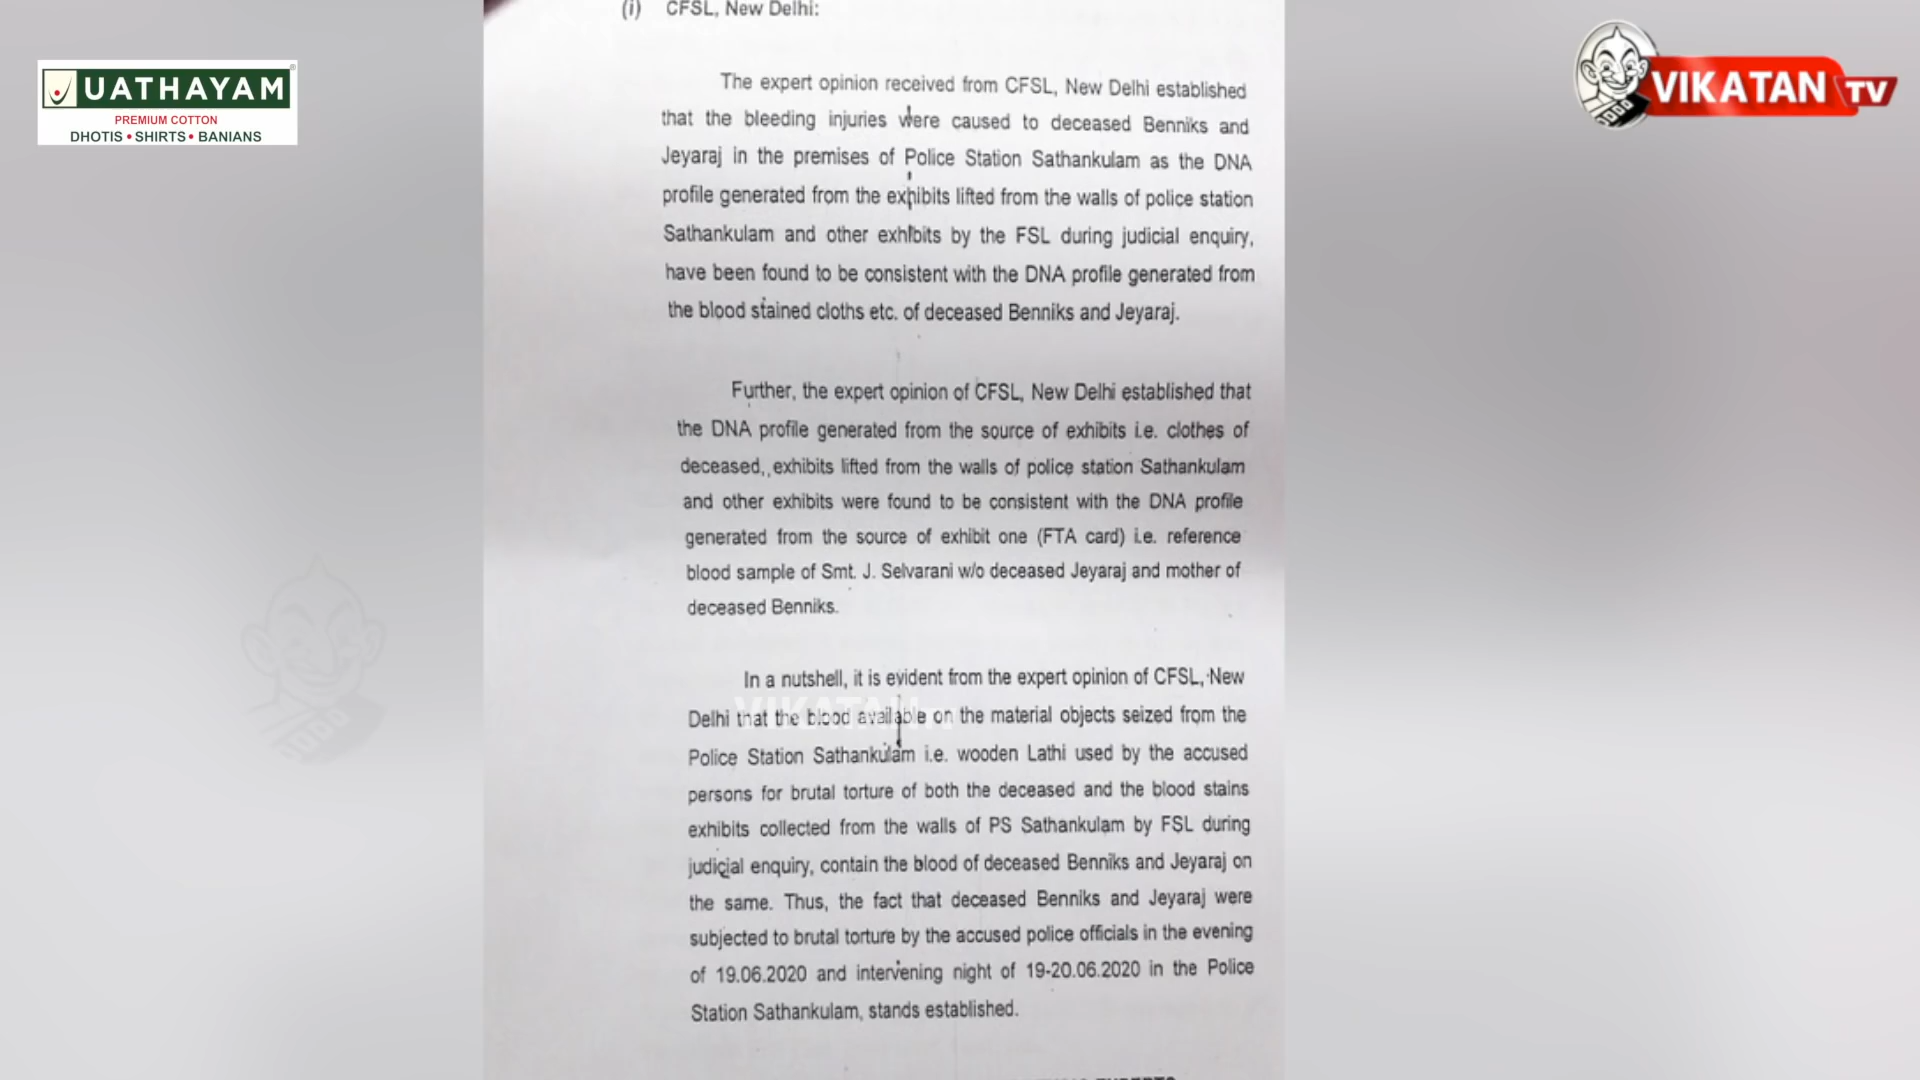 (i) CFSL, New Delhi:
UATHAYAM
PREMIUM COTTON
DHOTIS • SHIRTS • BANIANS
VIKATAN TV
The expert opinion received from CFSL, New Delhi established
that the bleeding injuries were caused to deceased Benniks and
Jeyaraj in the premises of Police Station Sathankulam as the DNA
profile generated from the exhibits lifted from the walls of police station
Sathankulam and other exhibits by the FSL during judicial enquiry,
have been found to be consistent with the DNA profile generated from
the blood stained cloths etc. of deceased Benniks and Jeyaraj.
Further, the expert opinion of CFSL, New Delhi established that
the DNA profile generated from the source of exhibits i.e. clothes of
deceased, exhibits lifted from the walls of police station Sathankulam
and other exhibits were found to be consistent with the DNA profile
generated from the source of exhibit one (FTA card) i.e. reference
blood sample of Smt. J. Selvarani w/o deceased Jeyaraj and mother of
deceased Benniks.
In a nutshell, it is evident from the expert opinion of CFSL, New
Delhi that the blood available on the material objects seized from the
Police Station Sathankulam i.e. wooden Lathi used by the accused
persons for brutal torture of both the deceased and the blood stains
exhibits collected from the walls of PS Sathankulam by FSL during
judicial enquiry, contain the blood of deceased Benniks and Jeyaraj on
the same. Thus, the fact that deceased Benniks and Jeyaraj were
subjected to brutal torture by the accused police officials in the evening
of 19.06.2020 and intervening night of 19-20.06.2020 in the Police
Station Sathankulam, stands established.
VIKATAN TV